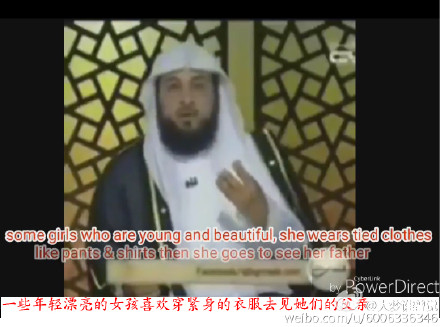 some girls who are young and beautiful, she wears tied clothes
like pants & shirts then she goes to see her father
CyberLink
by PowerDirect
一些年轻漂亮的女孩喜欢穿紧身的衣服去见她们的父亲
weibo.com/u/6006336346